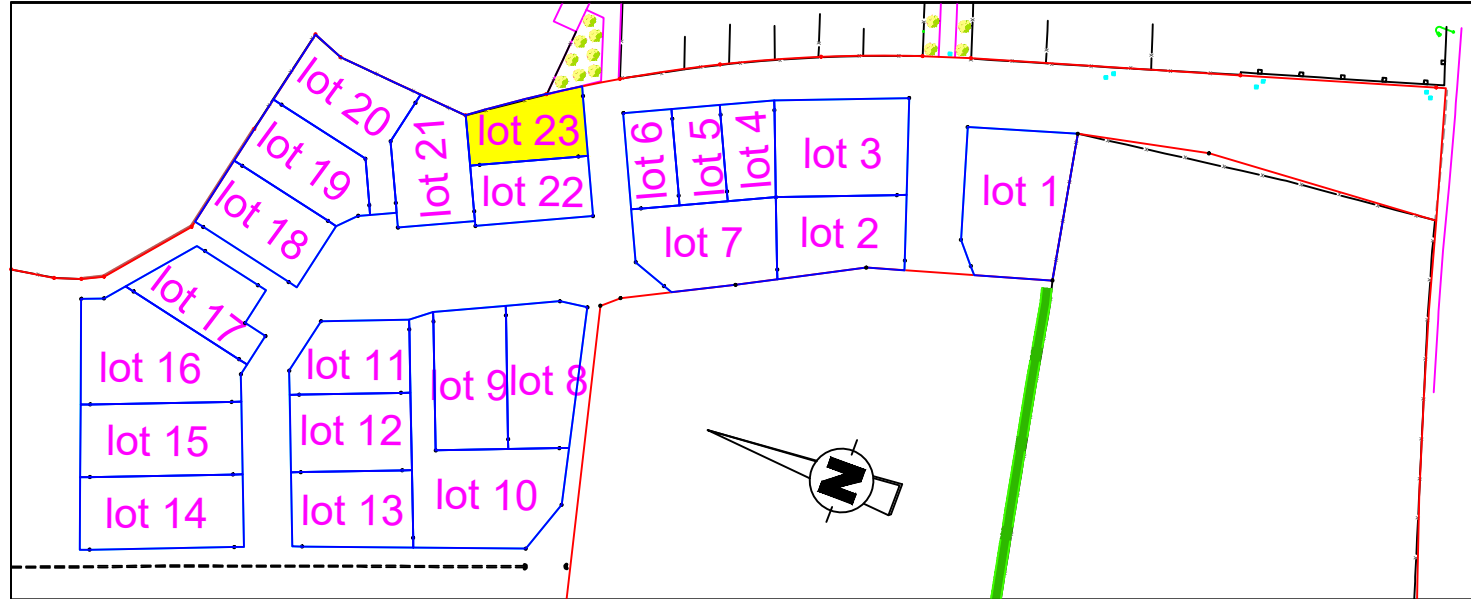 lot 20
lot 21
lot 23
lot 6
lot 5
lot 4
lot 3
lot 19
lot 22
lot 1
lot 18
lot 7
lot 2
lot 17
lot 16
lot 11
lot 9
lot 8
lot 15
lot 12
lot 14
lot 13
lot 10
N